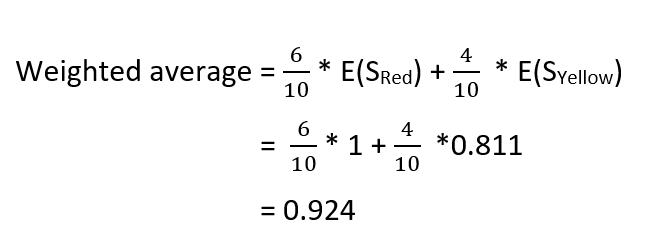 Weighted average = 6/10 * E(S_Red) + 4/10 * E(S_Yellow)
= 6/10 * 1 + 4/10 *0.811
= 0.924